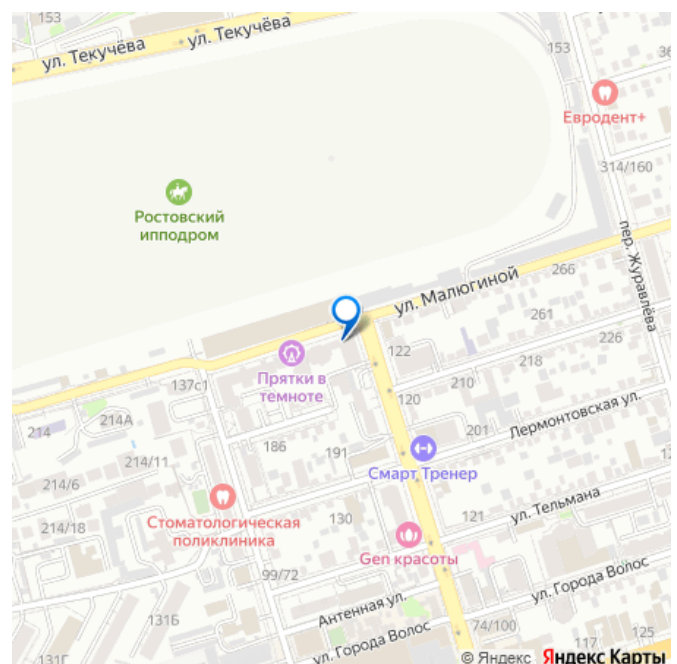 153
ул. Текучёва
ул. Текучёва
153
36
Евродент+
314/160
Ростовский
ипподром
пер. Журавлёва
ул. Малюгиной
266
261
122
226
Прятки в
темноте
218
137с1
210
120
214А
214
201
Лермонтовская ул.
186
191
214/11
Смарт Тренер
12
214/6
ул. Тельмана
214/18
Стоматологическая
поликлиника
130
121
Gen красоты
99/72
ул. Города Волос
Антенная ул.
131Б
74/100
ул. Города Волос
117
125
131Г
© Яндекс Яндекс Карты